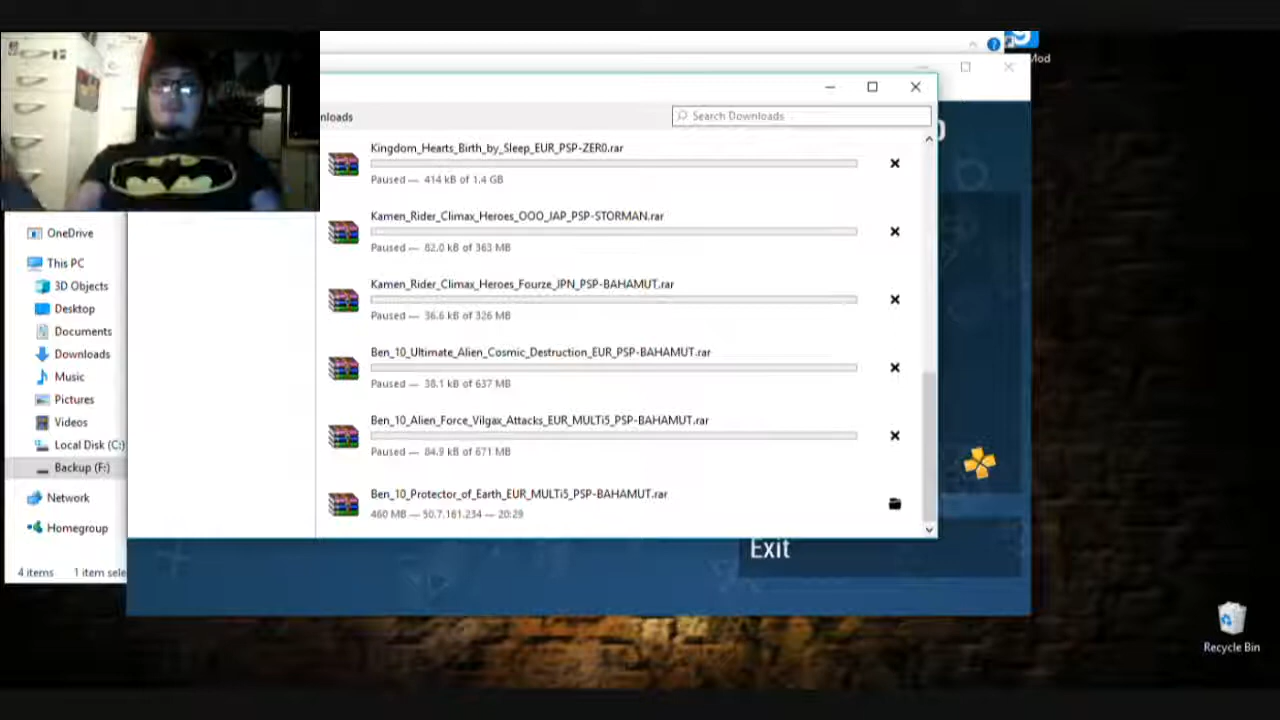 Mod
nloads
Search Downloads
Kingdom_Hearts_Birth_by_Sleep_EUR_PSP-ZER0.rar
Paused — 414 kB of 1.4 GB
Kamen_Rider_Climax_Heroes_OOO_JAP_PSP-STORMAN.rar
Paused — 82.0 kB of 363 MB
Kamen_Rider_Climax_Heroes_Fourze_JPN_PSP-BAHAMUT.rar
Paused — 36.6 kB of 326 MB
Ben_10_Ultimate_Alien_Cosmic_Destruction_EUR_PSP-BAHAMUT.rar
Paused — 38.1 kB of 637 MB
Ben_10_Alien_Force_Vilgax_Attacks_EUR_MULTi5_PSP-BAHAMUT.rar
Paused — 84.9 kB of 671 MB
Ben_10_Protector_of_Earth_EUR_MULTi5_PSP-BAHAMUT.rar
460 MB — 50.7.161.234 — 20:29
OneDrive
This PC
3D Objects
Desktop
Documents
Downloads
Music
Pictures
Videos
Local Disk (C:)
Backup (F:)
Network
Homegroup
4 items 1 item sele
Exit
Recycle Bin